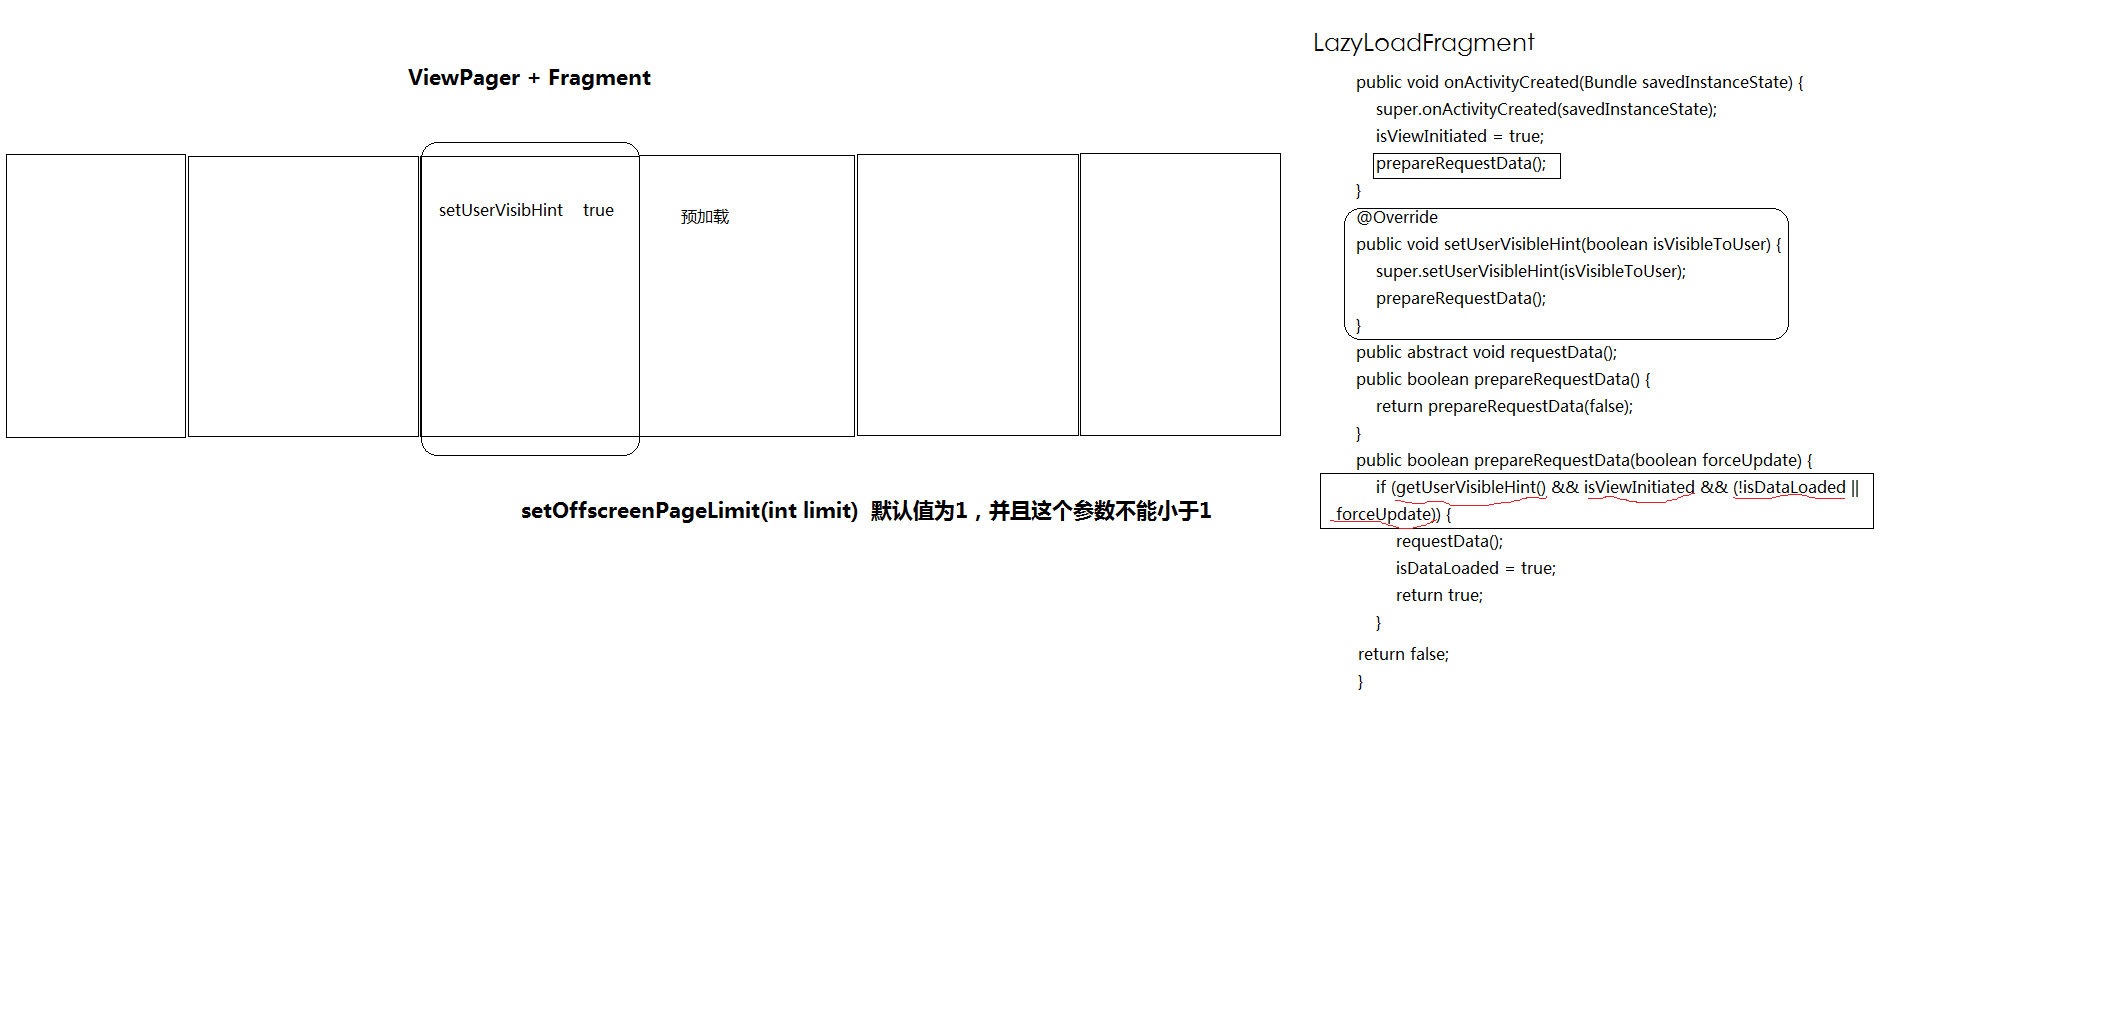 ViewPager + Fragment
setUserVisibHint true
预加载
setOffscreenPageLimit(int limit) 默认值为1，并且这个参数不能小于1
LazyLoadFragment
public void onActivityCreated(Bundle savedInstanceState) {
super.onActivityCreated(savedInstanceState);
isViewInitiated = true;
prepareRequestData();
}
@Override
public void setUserVisibleHint(boolean isVisibleToUser) {
super.setUserVisibleHint(isVisibleToUser);
prepareRequestData();
}
public abstract void requestData();
public boolean prepareRequestData() {
return prepareRequestData(false);
}
public boolean prepareRequestData(boolean forceUpdate) {
if (getUserVisibleHint() && isViewInitiated && (!isDataLoaded ||
forceUpdate)) {
requestData();
isDataLoaded = true;
return true;
}
return false;
}